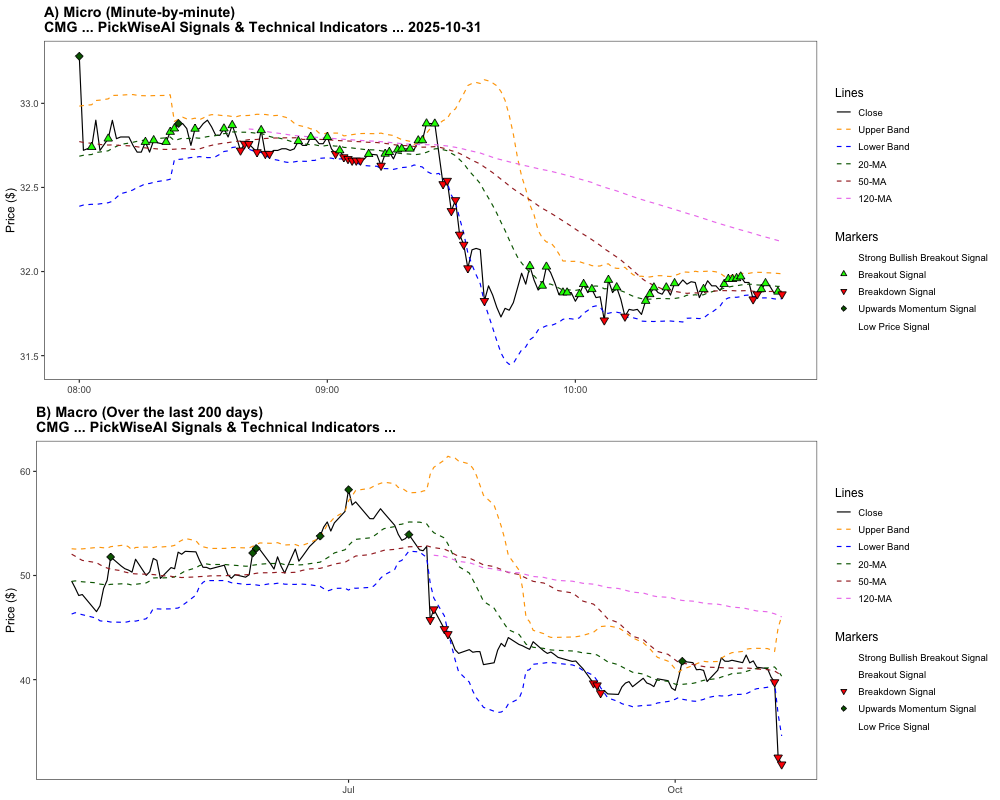 A) Micro (Minute-by-minute)
CMG ... PickWiseAI Signals & Technical Indicators ... 2025-10-31
Price ($)
33.0
32.5
32.0
31.5
08:00
09:00
10:00
Lines
Close
Upper Band
Lower Band
20-MA
50-MA
120-MA
Markers
Strong Bullish Breakout Signal
Breakout Signal
Breakdown Signal
Upwards Momentum Signal
Low Price Signal
B) Macro (Over the last 200 days)
CMG ... PickWiseAI Signals & Technical Indicators ...
Price ($)
60
50
40
Jul
Oct
Lines
Close
Upper Band
Lower Band
20-MA
50-MA
120-MA
Markers
Strong Bullish Breakout Signal
Breakout Signal
Breakdown Signal
Upwards Momentum Signal
Low Price Signal